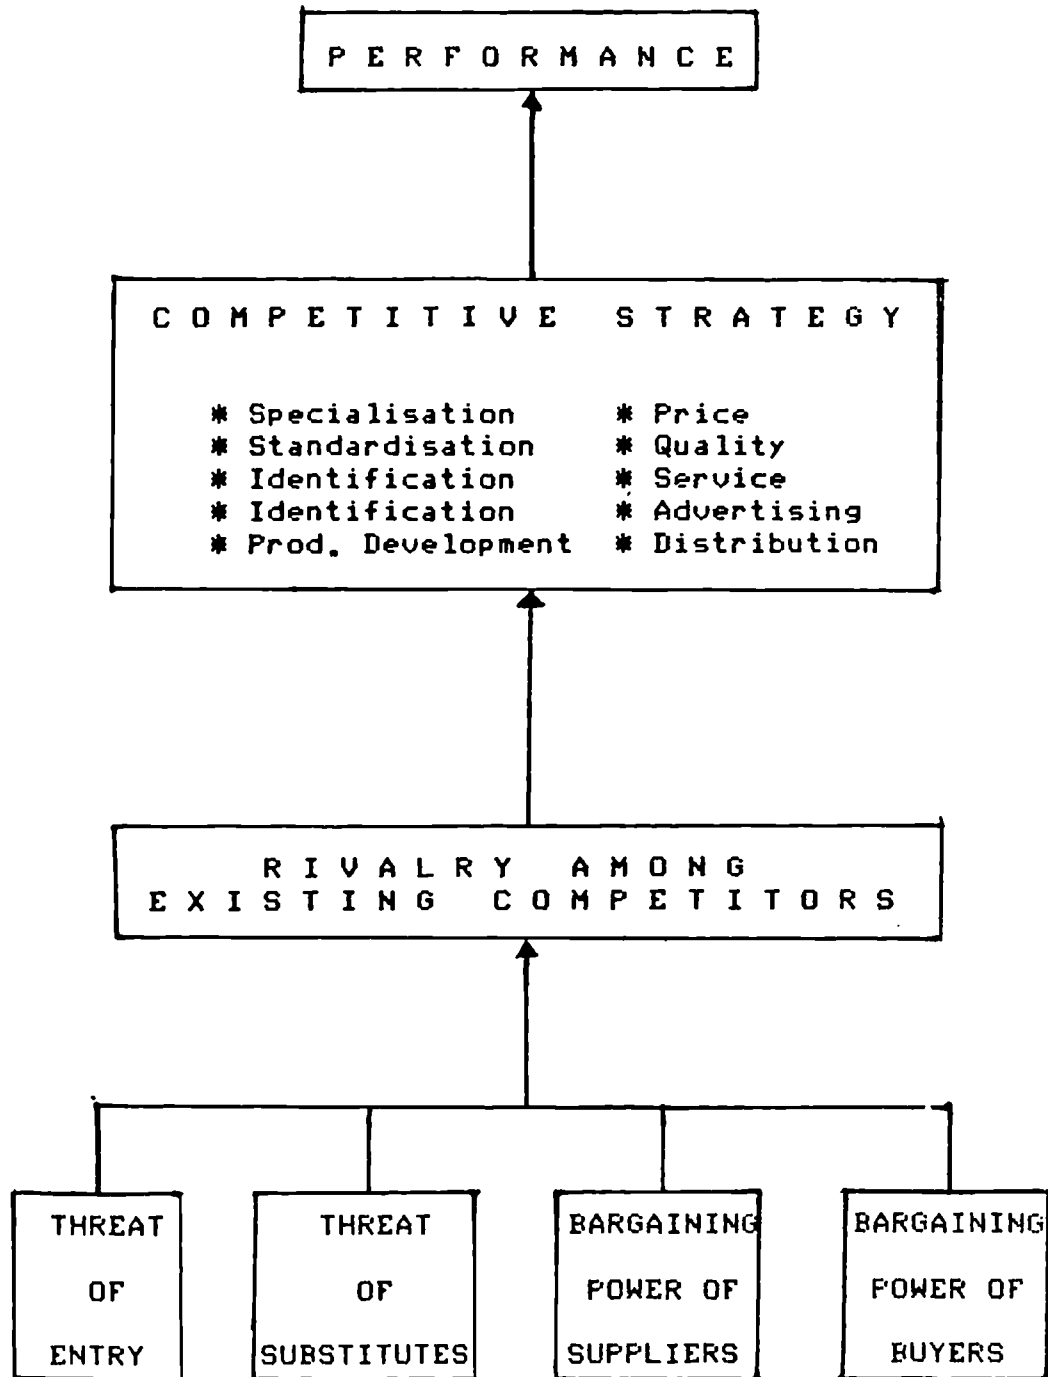 PERFORMANCE
COMPETITIVE STRATEGY
* Specialisation * Price
* Standardisation * Quality
* Identification * Service
* Identification * Advertising
* Prod. Development * Distribution
RIVALRY AMONG
EXISTING COMPETITORS
THREAT
OF
ENTRY
THREAT
OF
SUBSTITUTES
BARGAINING
POWER OF
SUPPLIERS
BARGAINING
POWER OF
BUYERS